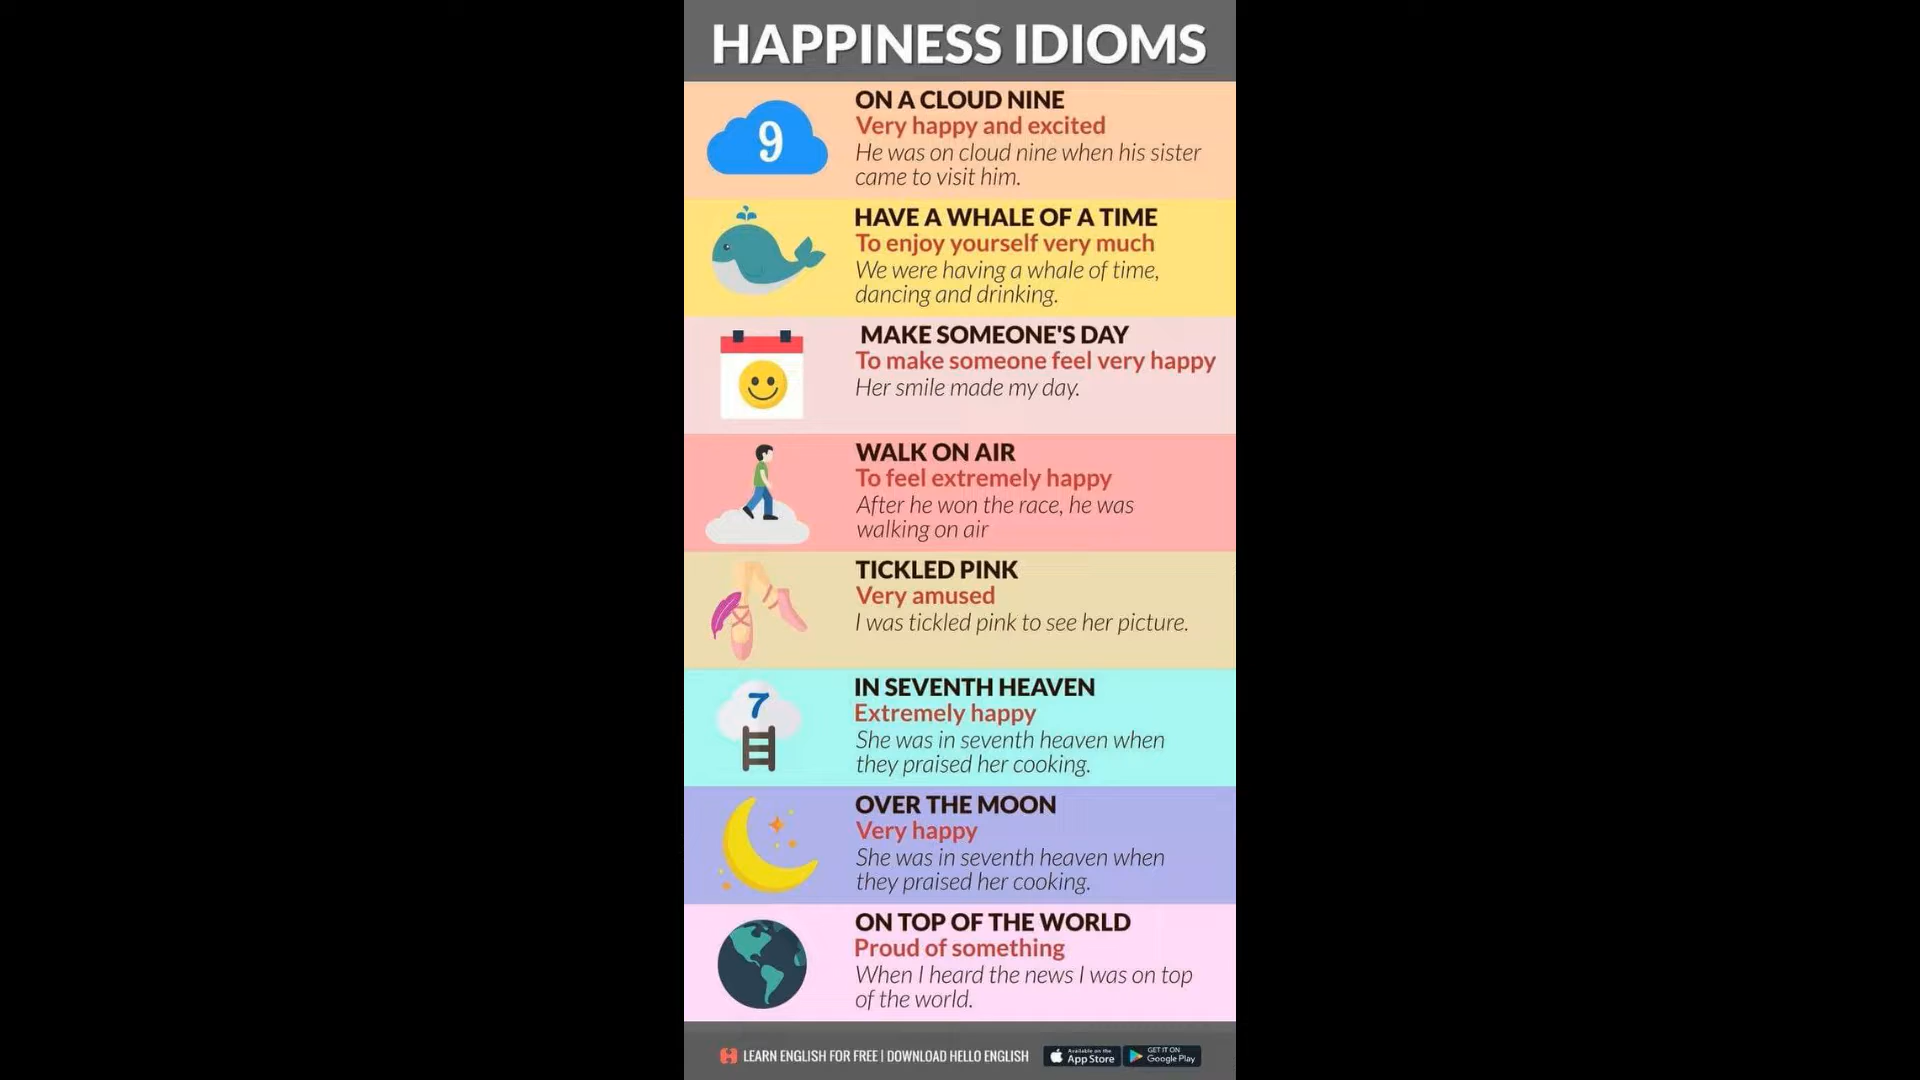 HAPPINESS IDIOMS
9
ON A CLOUD NINE
Very happy and excited
He was on cloud nine when his sister
came to visit him.
HAVE A WHALE OF A TIME
To enjoy yourself very much
We were having a whale of time,
dancing and drinking.
MAKE SOMEONE'S DAY
To make someone feel very happy
Her smile made my day.
WALK ON AIR
To feel extremely happy
After he won the race, he was
walking on air
TICKLED PINK
Very amused
I was tickled pink to see her picture.
7
IN SEVENTH HEAVEN
Extremely happy
She was in seventh heaven when
they praised her cooking.
OVER THE MOON
Very happy
She was in seventh heaven when
they praised her cooking.
ON TOP OF THE WORLD
Proud of something
When I heard the news I was on top
of the world.
LEARN ENGLISH FOR FREE | DOWNLOAD HELLO ENGLISH
Available on the
App Store
GET IT ON
Google Play